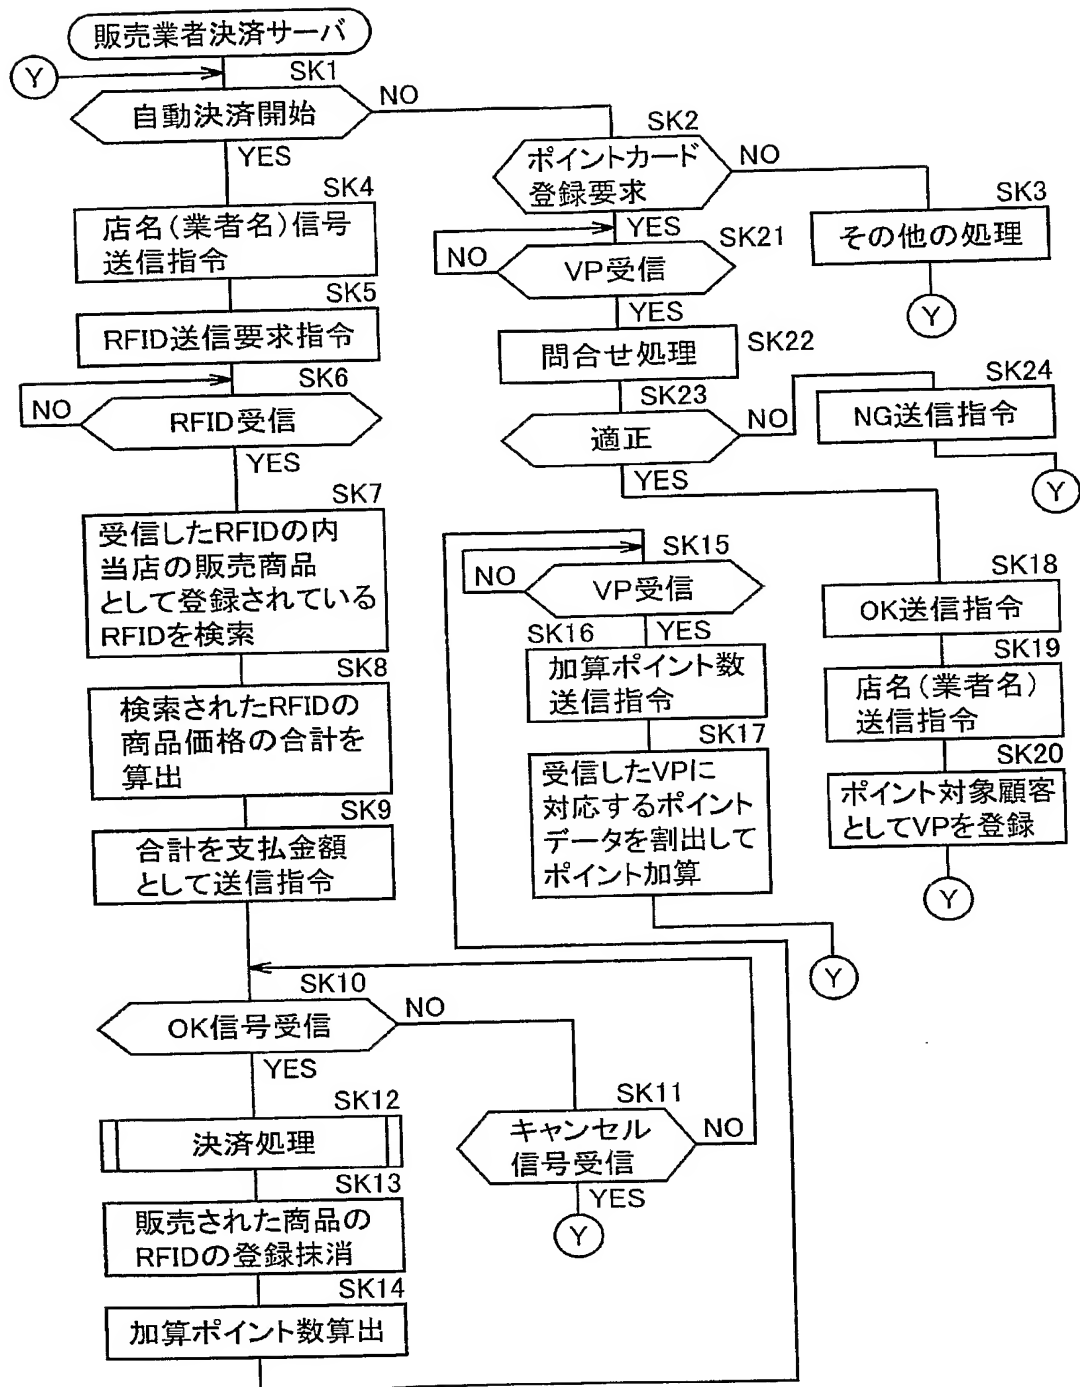 販売業者決済サーバ
Y
SK1
自動決済開始
NO
YES
SK2
ポイントカード
登録要求
NO
YES
SK3
その他の処理
Y
SK4
店名(業者名)信号
送信指令
SK5
RFID送信要求指令
SK6
RFID受信
NO
YES
SK7
受信したRFIDの内
当店の販売商品
として登録されている
RFIDを検索
SK8
検索されたRFIDの
商品価格の合計を
算出
SK9
合計を支払金額
として送信指令
SK10
OK信号受信
NO
YES
SK11
キャンセル
信号受信
NO
YES
Y
SK12
決済処理
SK13
販売された商品の
RFIDの登録抹消
SK14
加算ポイント数算出
SK15
VP受信
NO
YES
SK16
加算ポイント数
送信指令
SK17
受信したVPに
対応するポイント
データを割出して
ポイント加算
Y
SK21
VP受信
NO
YES
SK22
問合せ処理
SK23
適正
NO
YES
SK24
NG送信指令
Y
SK18
OK送信指令
SK19
店名(業者名)
送信指令
SK20
ポイント対象顧客
としてVPを登録
Y